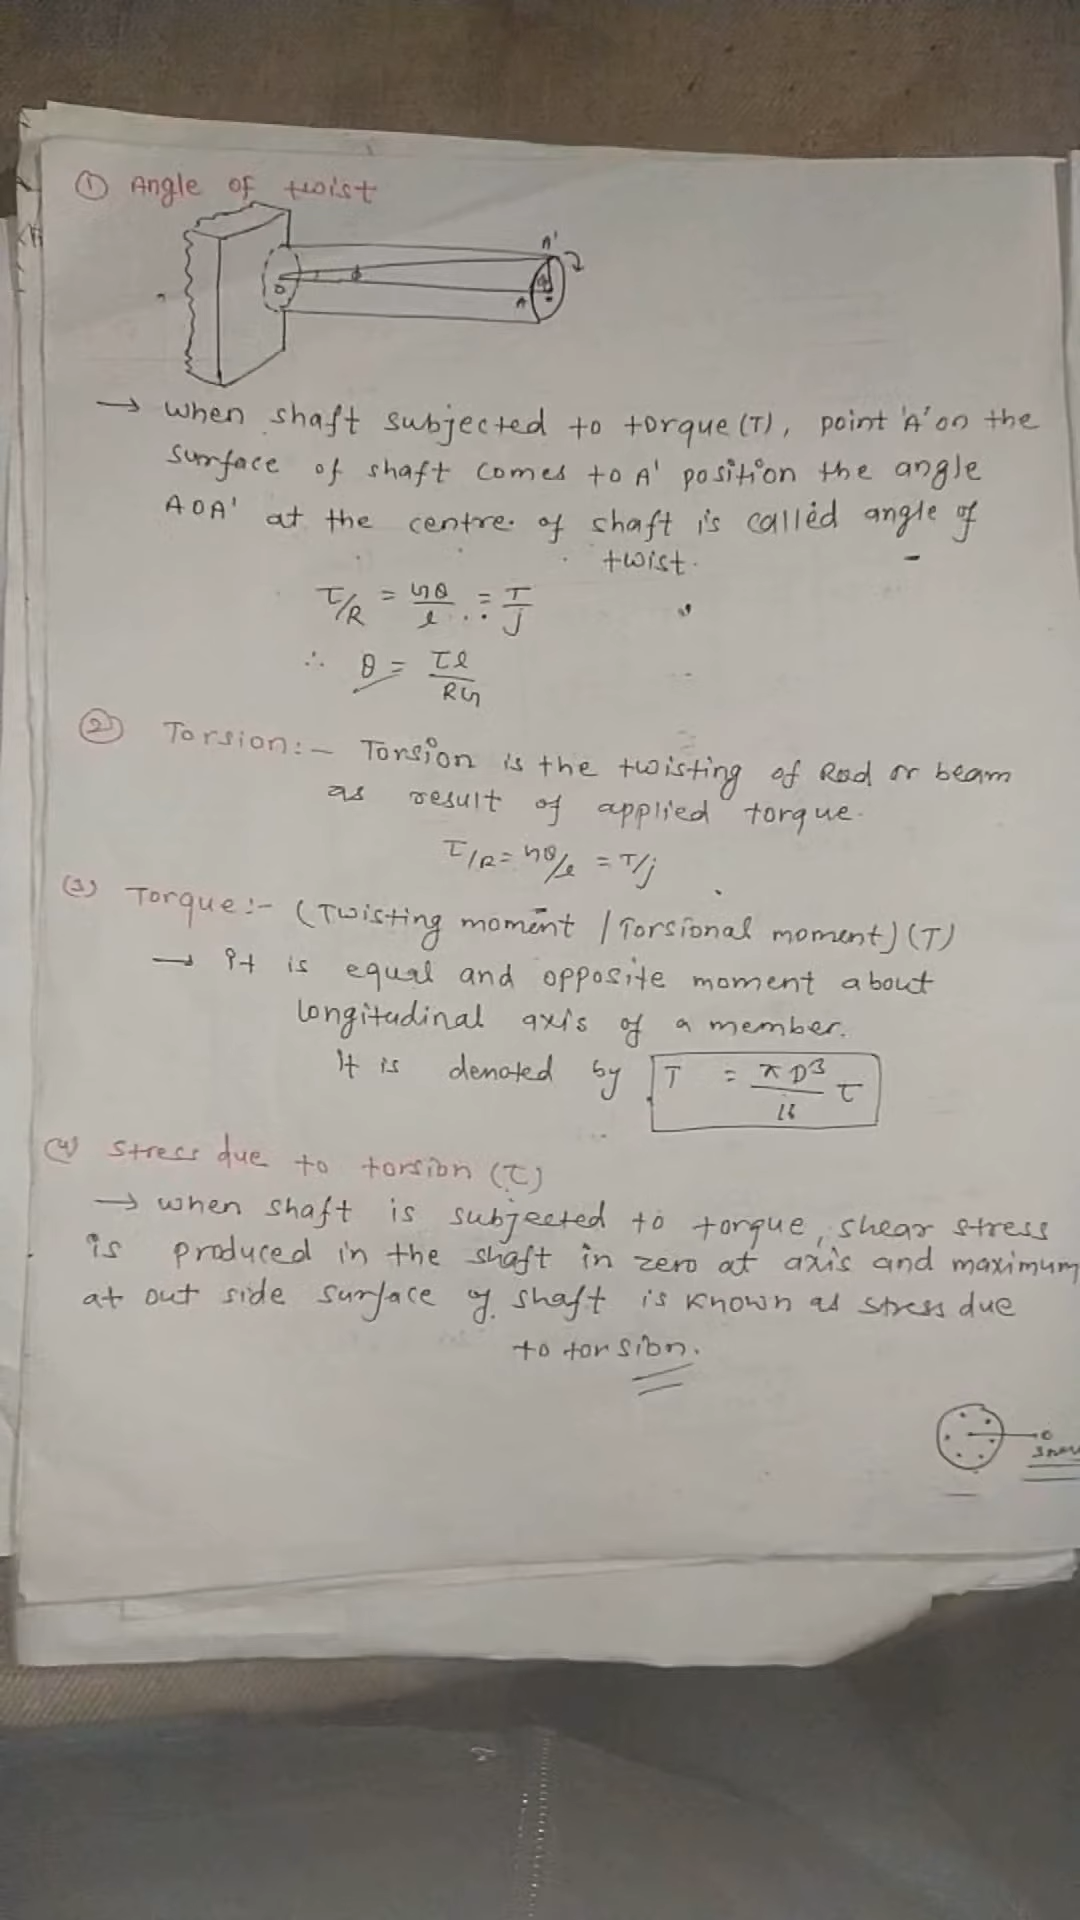 ① Angle of twist
A'
O
ϕ
A
θ
→ when shaft subjected to torque (T), point 'A' on the
surface of shaft comes to A' position the angle
AOA' at the centre of shaft is called angle of
twist.
τ/R = Gθ/l = T/J
∴ θ = τl/RG
② Torsion:- Torsion is the twisting of Rod or beam
as result of applied torque.
τ/R = Gθ/l = T/J
(3) Torque:- (Twisting moment / Torsional moment) (T)
→ It is equal and opposite moment about
longitudinal axis of a member.
It is denoted by T = πD³/16 τ
(4) Stress due to torsion (τ)
→ when shaft is subjected to torque, shear stress
is produced in the shaft in zero at axis and maximum
at out side surface of shaft is known as stress due
to torsion.